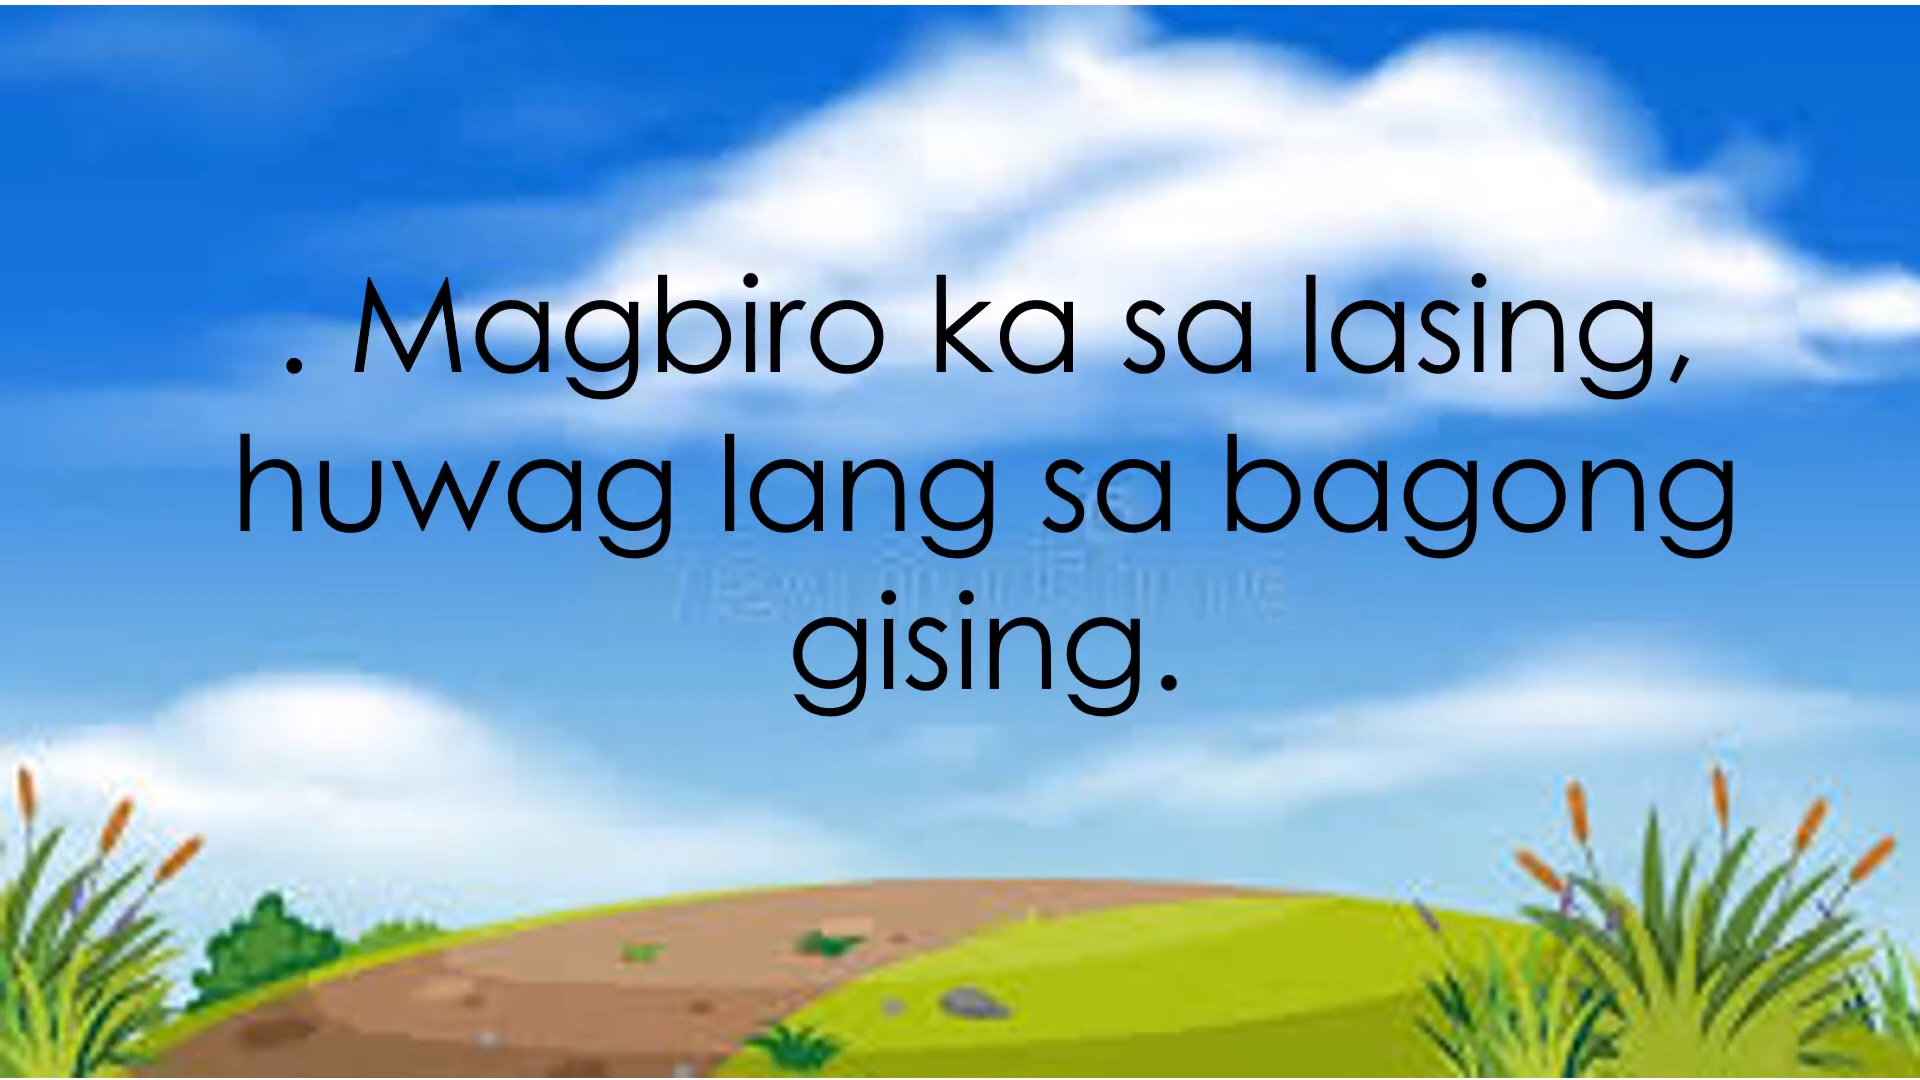 . Magbiro ka sa lasing,
huwag lang sa bagong
gising.